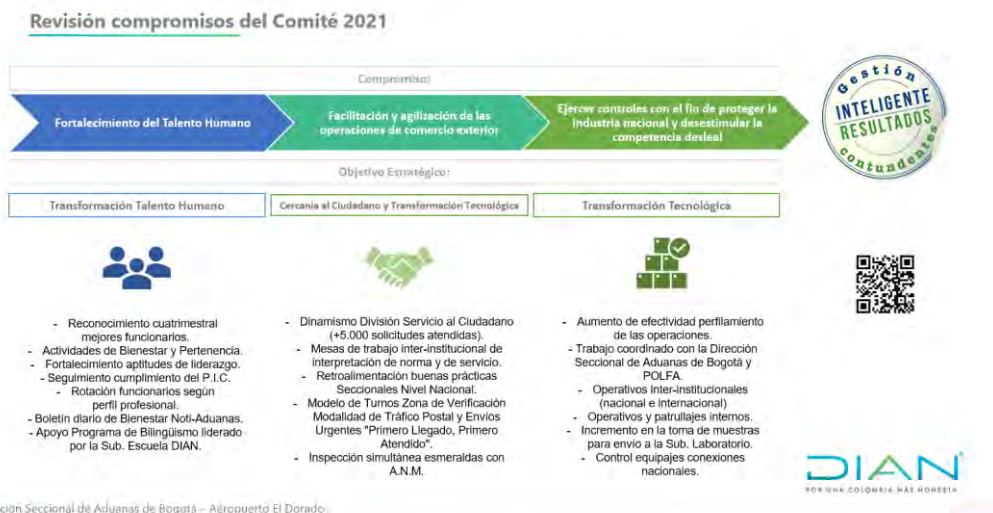 Revisión compromisos del Comité 2021
Compromiso:
Fortalecimiento del Talento Humano
Facilitación y agilización de las
operaciones de comercio exterior
Ejercer controles con el fin de proteger la
industria nacional y desestimular la
competencia desleal
Gestión
INTELIGENTE
RESULTADOS
contundentes
Objetivo Estratégico:
Transformación Talento Humano
Cercanía al Ciudadano y Transformación Tecnológica
Transformación Tecnológica
- Reconocimiento cuatrimestral
mejores funcionarios.
- Actividades de Bienestar y Pertenencia.
- Fortalecimiento aptitudes de liderazgo.
- Seguimiento cumplimiento del P.I.C.
- Rotación funcionarios según
perfil profesional.
- Boletín diario de Bienestar Noti-Aduanas.
- Apoyo Programa de Bilingüismo liderado
por la Sub. Escuela DIAN.
- Dinamismo División Servicio al Ciudadano
(+5.000 solicitudes atendidas).
- Mesas de trabajo inter-institucional de
interpretación de norma y de servicio.
- Retroalimentación buenas prácticas
Seccionales Nivel Nacional.
- Modelo de Turnos Zona de Verificación
Modalidad de Tráfico Postal y Envíos
Urgentes "Primero Llegado, Primero
Atendido".
- Inspección simultánea esmeraldas con
A.N.M.
- Aumento de efectividad perfilamiento
de las operaciones.
- Trabajo coordinado con la Dirección
Seccional de Aduanas de Bogotá y
POLFA.
- Operativos inter-institucionales
(nacional e internacional)
- Operativos y patrullajes internos.
- Incremento en la toma de muestras
para envío a la Sub. Laboratorio.
- Control equipajes conexiones
nacionales.
DIAN
POR UNA COLOMBIA MÁS HONESTA
ción Seccional de Aduanas de Bogotá – Aeropuerto El Dorado